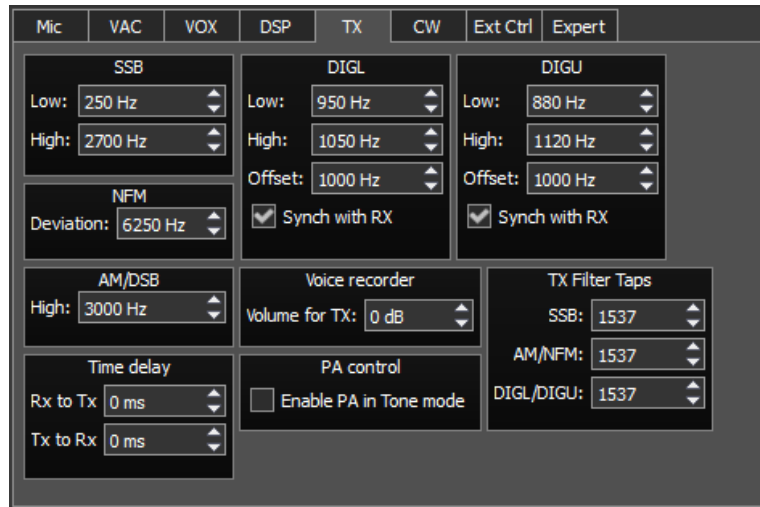 Mic VAC VOX DSP TX CW Ext Ctrl Expert
SSB
Low: 250 Hz
High: 2700 Hz
DIGL
Low: 950 Hz
High: 1050 Hz
Offset: 1000 Hz
Synch with RX
DIGU
Low: 880 Hz
High: 1120 Hz
Offset: 1000 Hz
Synch with RX
NFM
Deviation: 6250 Hz
AM/DSB
High: 3000 Hz
Voice recorder
Volume for TX: 0 dB
TX Filter Taps
SSB: 1537
AM/NFM: 1537
DIGL/DIGU: 1537
Time delay
Rx to Tx 0 ms
Tx to Rx 0 ms
PA control
Enable PA in Tone mode